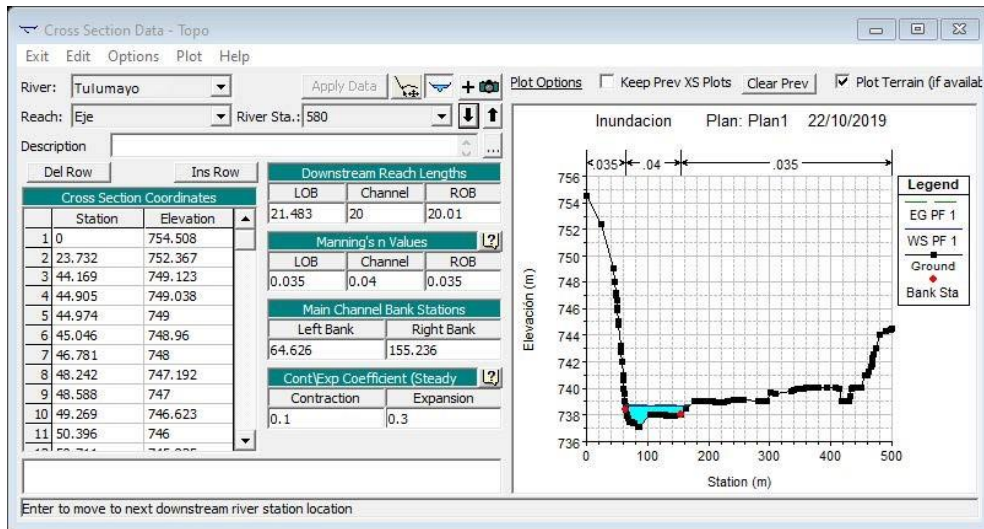 Cross Section Data - Topo
Exit Edit Options Plot Help
River: Tulumayo Apply Data
Plot Options Keep Prev XS Plots Clear Prev Plot Terrain (if availab
Reach: Eje River Sta.: 580
Description ...
Del Row Ins Row
Cross Section Coordinates
Station Elevation
1 0 754.508
2 23.732 752.367
3 44.169 749.123
4 44.905 749.038
5 44.974 749
6 45.046 748.96
7 46.781 748
8 48.242 747.192
9 48.588 747
10 49.269 746.623
11 50.396 746
Downstream Reach Lengths
LOB Channel ROB
21.483 20 20.01
Manning's n Values
LOB Channel ROB
0.035 0.04 0.035
Main Channel Bank Stations
Left Bank Right Bank
64.626 155.236
Cont\Exp Coefficient (Steady
Contraction Expansion
0.1 0.3
Inundacion Plan: Plan1 22/10/2019
.035 .04 .035
756
754
752
750
748
746
744
742
740
738
736
Elevación (m)
0 100 200 300 400 500
Station (m)
Legend
EG PF 1
WS PF 1
Ground
Bank Sta
Enter to move to next downstream river station location